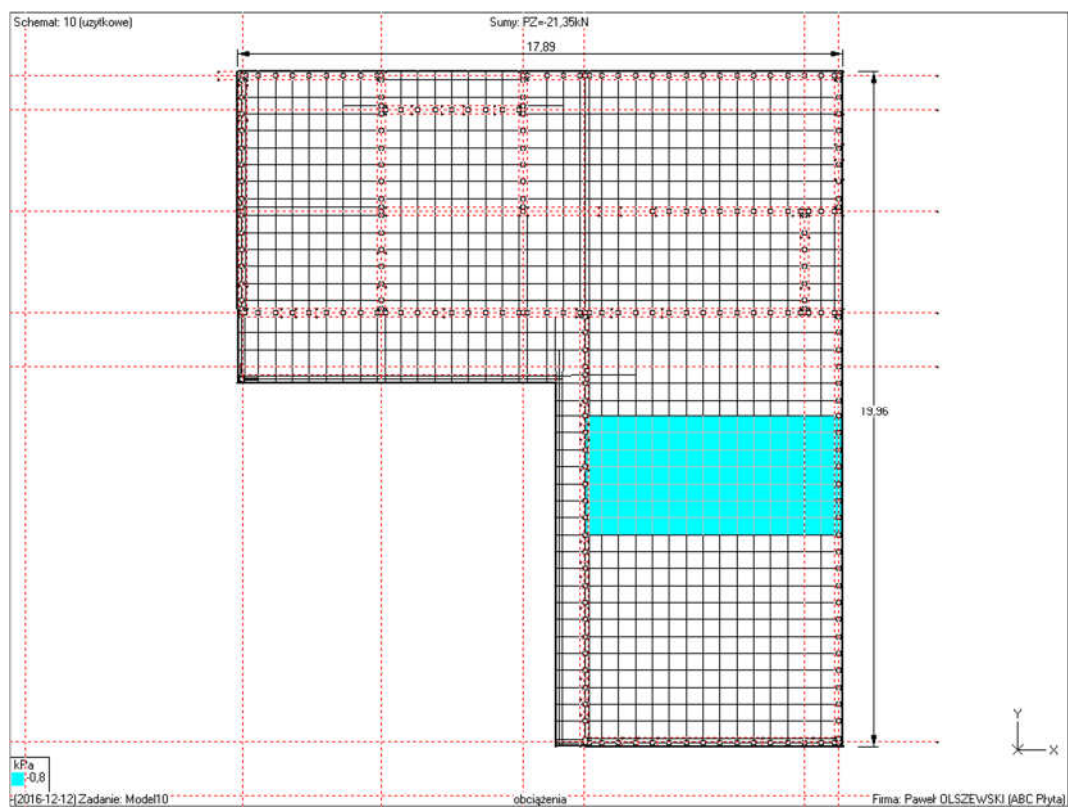 Schemat: 10 (uzytkowe)
Sumy: PZ=-21,35kN
17,89
19,96
Y
X
kPa
-0,8
(2016-12-12) Zadanie: Model10
obciążenia
Firma: Paweł OLSZEWSKI (ABC Płyta)